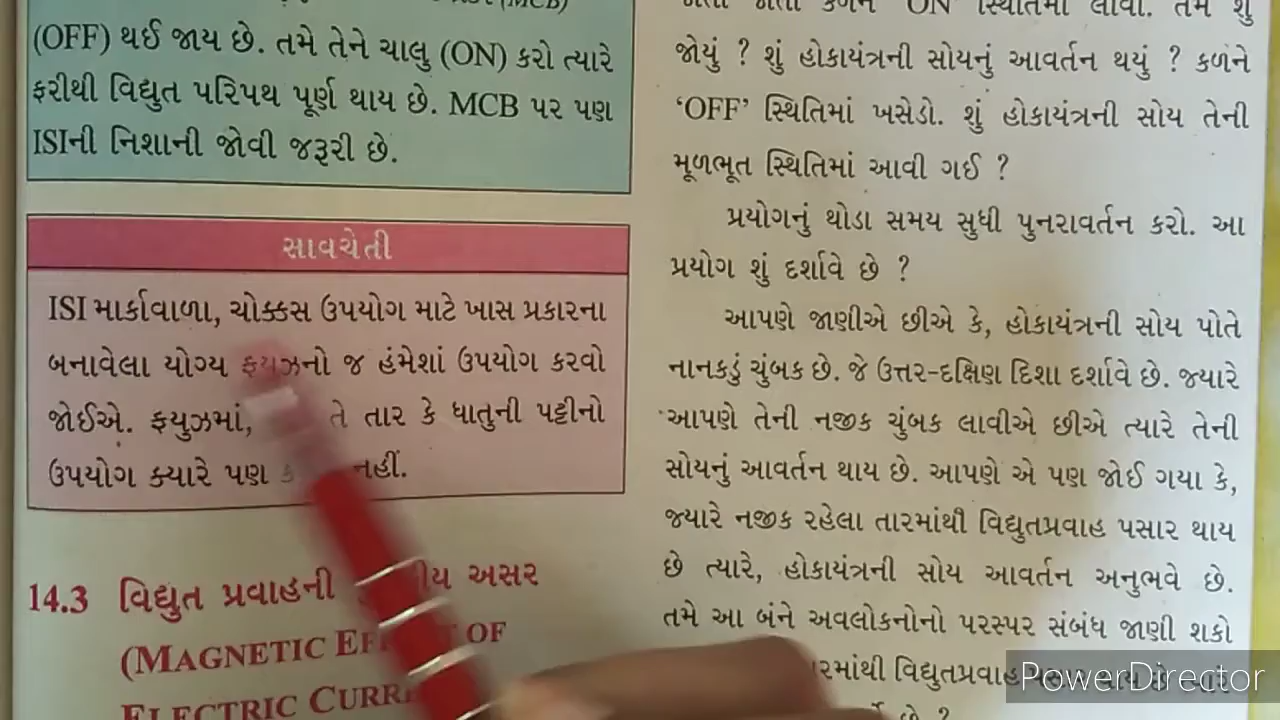 (MCB)
(OFF) થઈ જાય છે. તમે તેને ચાલુ (ON) કરો ત્યારે
ફરીથી વિદ્યુત પરિપથ પૂર્ણ થાય છે. MCB પર પણ
ISIની નિશાની જોવી જરૂરી છે.
સાવચેતી
ISI માર્કાવાળા, ચોક્કસ ઉપયોગ માટે ખાસ પ્રકારના
બનાવેલા યોગ્ય ફયુઝનો જ હંમેશાં ઉપયોગ કરવો
જોઈએ. ફયુઝમાં, તે તાર કે ધાતુની પટ્ટીનો
ઉપયોગ ક્યારે પણ નહીં.
14.3 વિદ્યુત પ્રવાહની અસર
(MAGNETIC OF
ELECTRIC
'ON' સ્થિતિમાં લાવો. તમે શું
જોયું ? શું હોકાયંત્રની સોયનું આવર્તન થયું ? કળને
‘OFF’ સ્થિતિમાં ખસેડો. શું હોકાયંત્રની સોય તેની
મૂળભૂત સ્થિતિમાં આવી ગઈ ?
પ્રયોગનું થોડા સમય સુધી પુનરાવર્તન કરો. આ
પ્રયોગ શું દર્શાવે છે ?
આપણે જાણીએ છીએ કે, હોકાયંત્રની સોય પોતે
નાનકડું ચુંબક છે. જે ઉત્તર-દક્ષિણ દિશા દર્શાવે છે. જ્યારે
આપણે તેની નજીક ચુંબક લાવીએ છીએ ત્યારે તેની
સોયનું આવર્તન થાય છે. આપણે એ પણ જોઈ ગયા કે,
જ્યારે નજીક રહેલા તારમાંથી વિદ્યુતપ્રવાહ પસાર થાય
છે ત્યારે, હોકાયંત્રની સોય આવર્તન અનુભવે છે.
તમે આ બંને અવલોકનોનો પરસ્પર સંબંધ જાણી શકો
વિદ્યુતપ્રવાહ
છે ?
PowerDirector